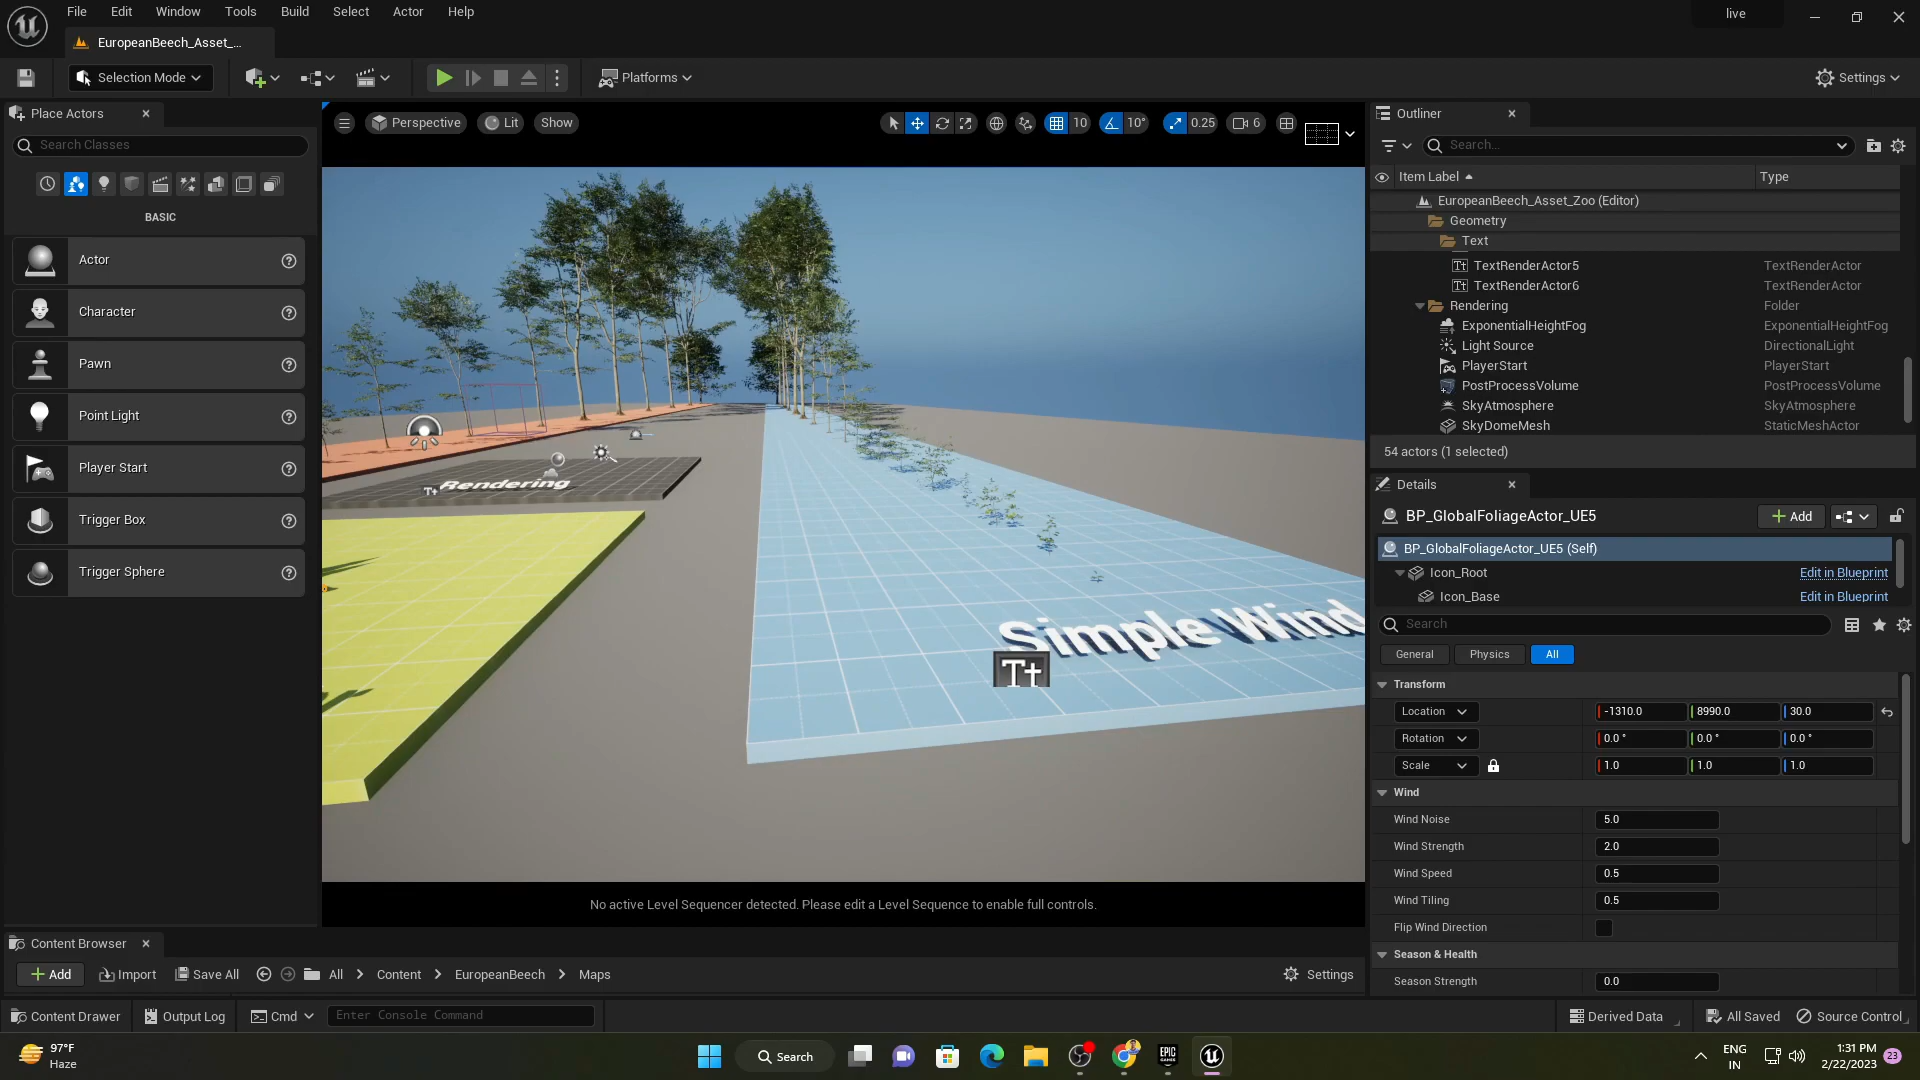 File Edit Window Tools Build Select Actor Help
live
EuropeanBeech_Asset_...
Selection Mode
Platforms
Settings
Place Actors
Search Classes
BASIC
Actor
Character
Pawn
Point Light
Player Start
Trigger Box
Trigger Sphere
Perspective Lit Show
10 10° 0.25 6
Rendering
Tt
Simple Wind
Tt
No active Level Sequencer detected. Please edit a Level Sequence to enable full controls.
Outliner
Search...
Item Label Type
EuropeanBeech_Asset_Zoo (Editor)
Geometry
Text
TextRenderActor5 TextRenderActor
TextRenderActor6 TextRenderActor
Rendering Folder
ExponentialHeightFog ExponentialHeightFog
Light Source DirectionalLight
PlayerStart PlayerStart
PostProcessVolume PostProcessVolume
SkyAtmosphere SkyAtmosphere
SkyDomeMesh StaticMeshActor
54 actors (1 selected)
Details
BP_GlobalFoliageActor_UE5
Add
BP_GlobalFoliageActor_UE5 (Self)
Icon_Root Edit in Blueprint
Icon_Base Edit in Blueprint
Search
General Physics All
Transform
Location -1310.0 8990.0 30.0
Rotation 0.0 ° 0.0 ° 0.0 °
Scale 1.0 1.0 1.0
Wind
Wind Noise 5.0
Wind Strength 2.0
Wind Speed 0.5
Wind Tiling 0.5
Flip Wind Direction
Season & Health
Season Strength 0.0
Content Browser
Add Import Save All All Content EuropeanBeech Maps Settings
Content Drawer Output Log Cmd Enter Console Command Derived Data All Saved Source Control
97°F
Haze
Search
EPIC GAMES
ENG
IN
1:31 PM
2/22/2023
23